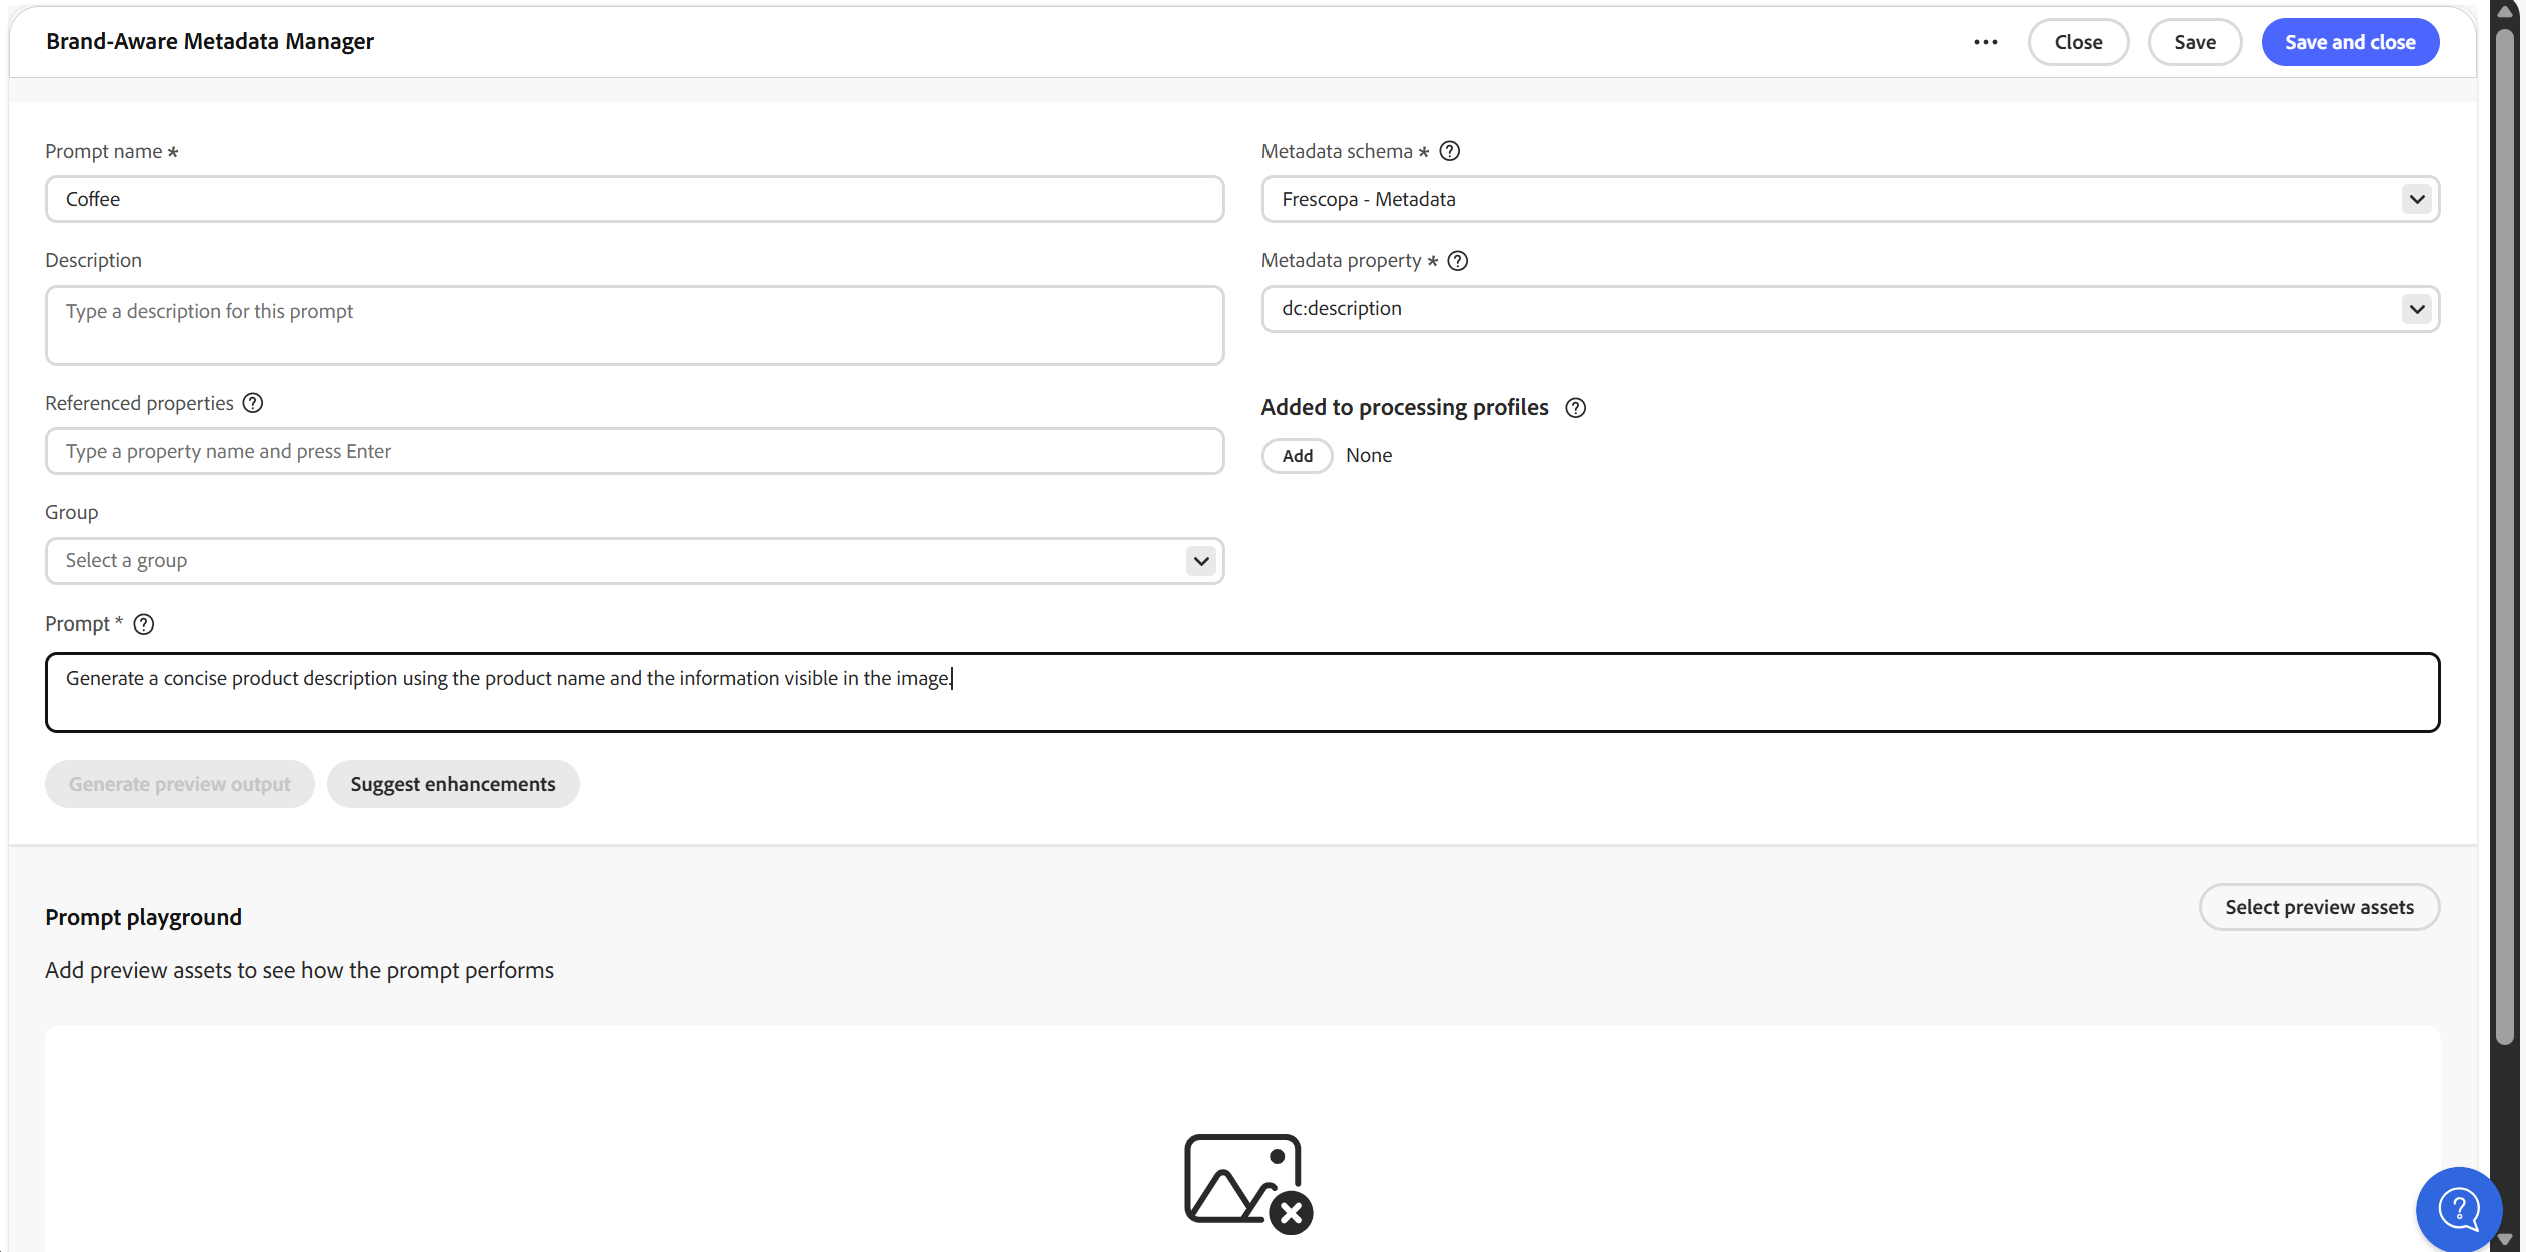 Brand-Aware Metadata Manager
Close
Save
Save and close
Prompt name *
Coffee
Metadata schema *
Frescopa - Metadata
Description
Type a description for this prompt
Metadata property *
dc:description
Referenced properties
Type a property name and press Enter
Added to processing profiles
Add
None
Group
Select a group
Prompt *
Generate a concise product description using the product name and the information visible in the image.
Generate preview output
Suggest enhancements
Prompt playground
Select preview assets
Add preview assets to see how the prompt performs